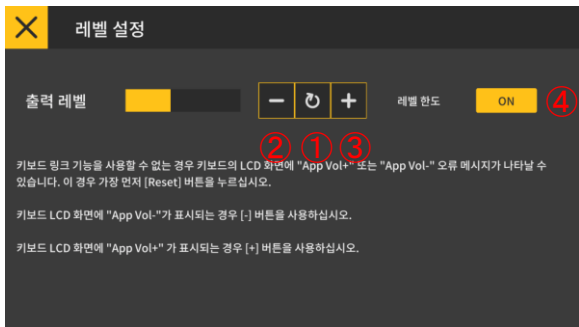 레벨 설정
출력 레벨 − ↻ + 레벨 한도 ON ④
② ① ③
키보드 링크 기능을 사용할 수 없는 경우 키보드의 LCD 화면에 "App Vol+" 또는 "App Vol-" 오류 메시지가 나타날 수
있습니다. 이 경우 가장 먼저 [Reset] 버튼을 누르십시오.
키보드 LCD 화면에 "App Vol-"가 표시되는 경우 [-] 버튼을 사용하십시오.
키보드 LCD 화면에 "App Vol+" 가 표시되는 경우 [+] 버튼을 사용하십시오.